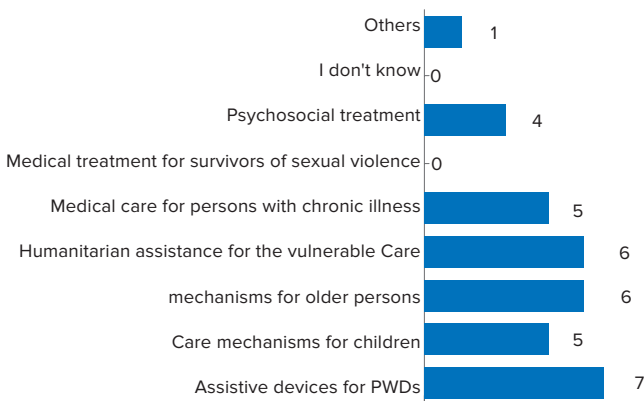 Others 1
I don't know 0
Psychosocial treatment 4
Medical treatment for survivors of sexual violence 0
Medical care for persons with chronic illness 5
Humanitarian assistance for the vulnerable Care 6
mechanisms for older persons 6
Care mechanisms for children 5
Assistive devices for PWDs 7